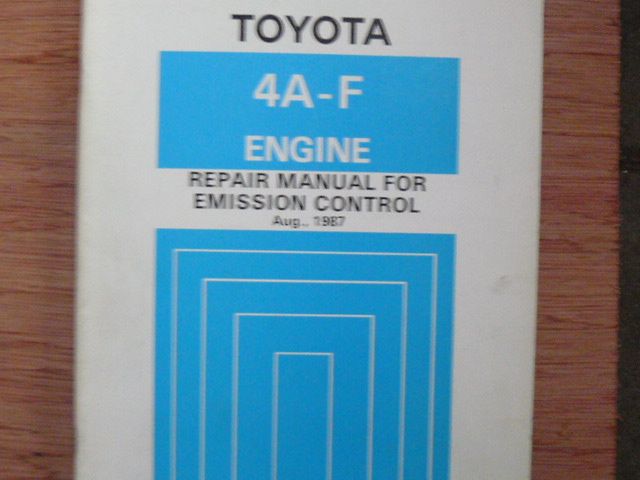 TOYOTA
4A-F
ENGINE
REPAIR MANUAL FOR
EMISSION CONTROL
Aug., 1987